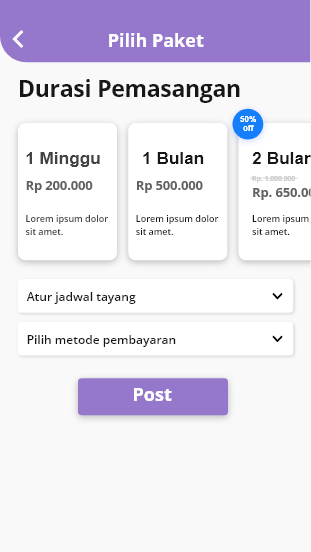 Pilih Paket
Durasi Pemasangan
50%
off
1 Minggu
Rp 200.000
Lorem ipsum dolor
sit amet.
1 Bulan
Rp 500.000
Lorem ipsum dolor
sit amet.
2 Bular
Rp. 1.000.000
Rp. 650.00
Lorem ipsum
sit amet.
Atur jadwal tayang
Pilih metode pembayaran
Post